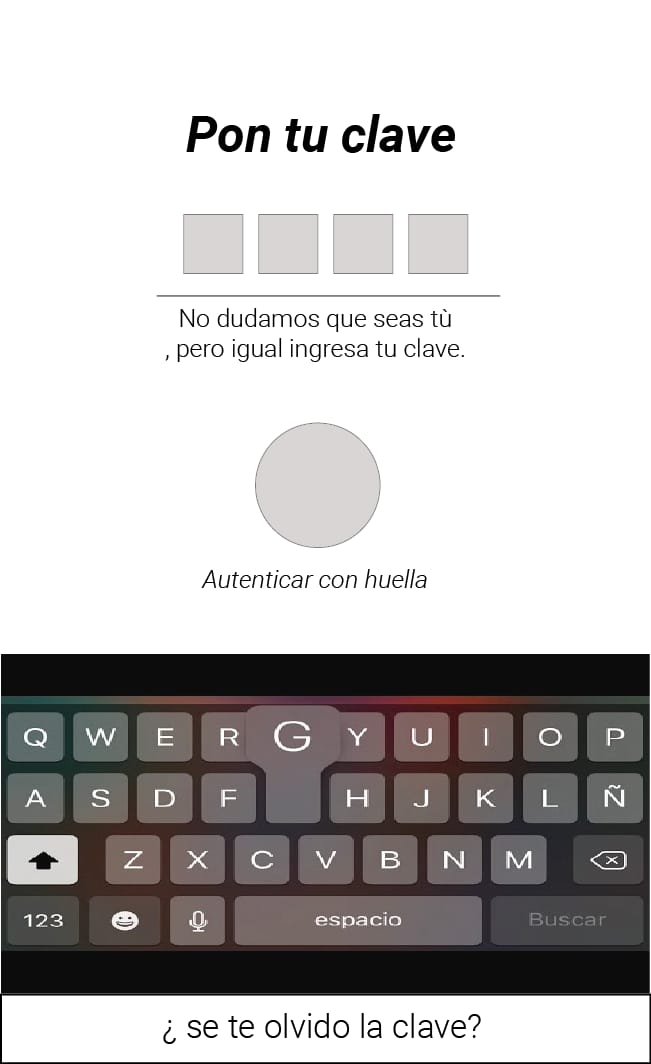 Pon tu clave
No dudamos que seas tù
, pero igual ingresa tu clave.
Autenticar con huella
Q W E R G Y U I O P
A S D F H J K L Ñ
Z X C V B N M
123 espacio Buscar
¿ se te olvido la clave?